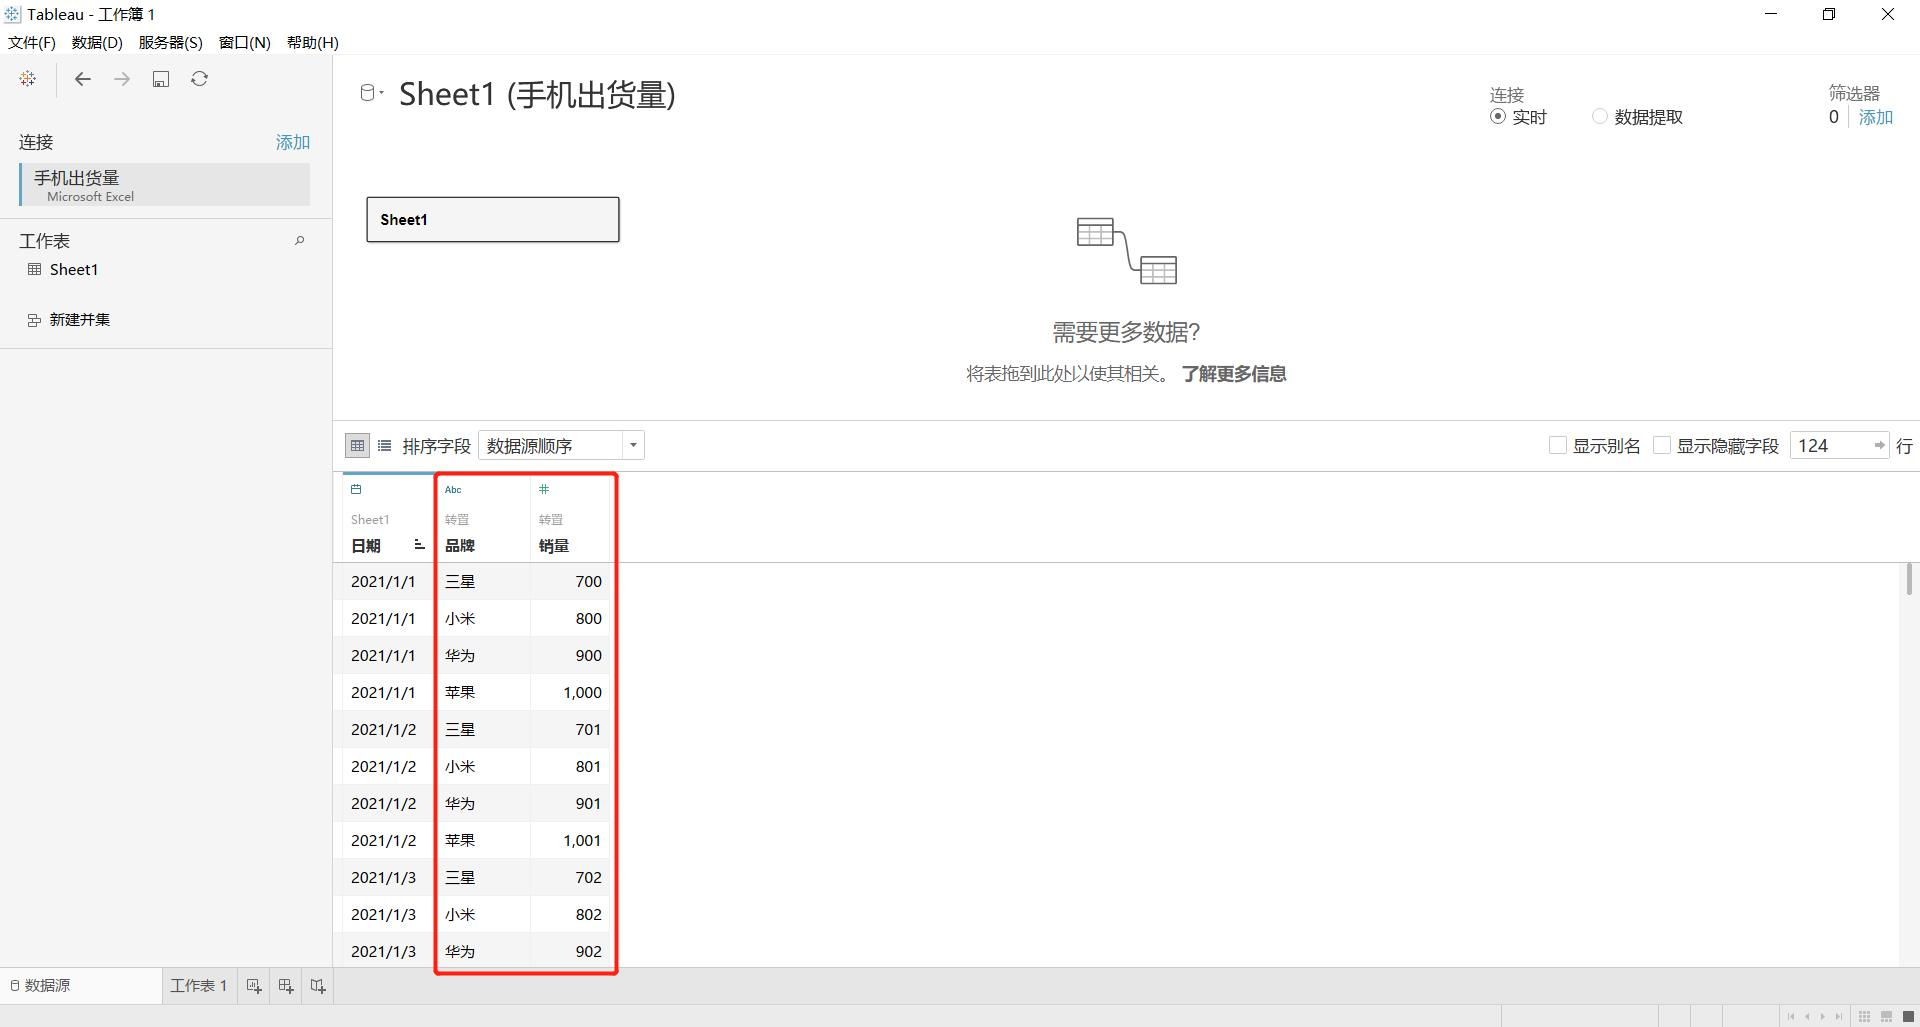 Tableau - 工作簿 1
文件(F) 数据(D) 服务器(S) 窗口(N) 帮助(H)
连接 添加
手机出货量
Microsoft Excel
工作表
Sheet1
新建并集
Sheet1 (手机出货量)
连接
实时 数据提取
筛选器
0 添加
Sheet1
需要更多数据?
将表拖到此处以使其相关。 了解更多信息
排序字段 数据源顺序 显示别名 显示隐藏字段 124 行
Abc #
Sheet1 转置 转置
日期 品牌 销量
2021/1/1 三星 700
2021/1/1 小米 800
2021/1/1 华为 900
2021/1/1 苹果 1,000
2021/1/2 三星 701
2021/1/2 小米 801
2021/1/2 华为 901
2021/1/2 苹果 1,001
2021/1/3 三星 702
2021/1/3 小米 802
2021/1/3 华为 902
数据源 工作表 1